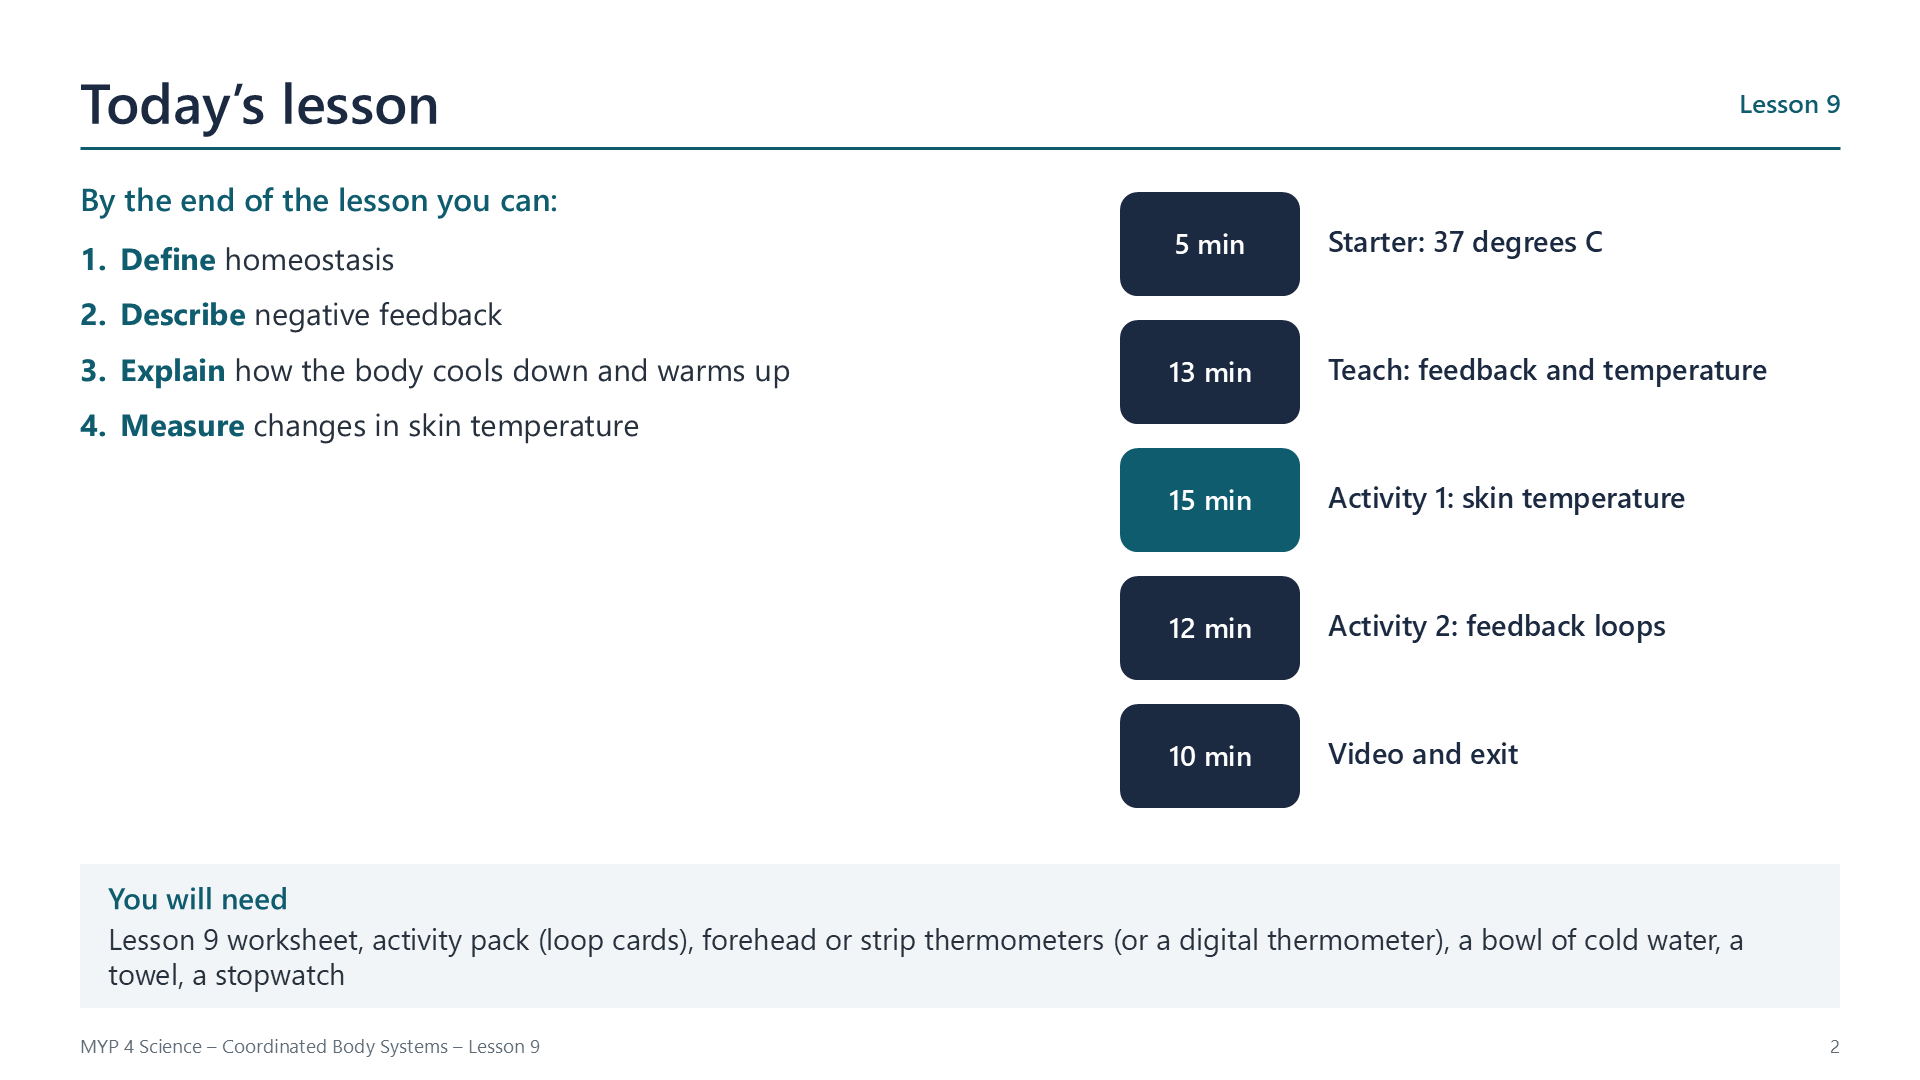 Today’s lesson
Lesson 9
By the end of the lesson you can:
1. Define homeostasis
2. Describe negative feedback
3. Explain how the body cools down and warms up
4. Measure changes in skin temperature
5 min
Starter: 37 degrees C
13 min
Teach: feedback and temperature
15 min
Activity 1: skin temperature
12 min
Activity 2: feedback loops
10 min
Video and exit
You will need
Lesson 9 worksheet, activity pack (loop cards), forehead or strip thermometers (or a digital thermometer), a bowl of cold water, a
towel, a stopwatch
MYP 4 Science – Coordinated Body Systems – Lesson 9
2